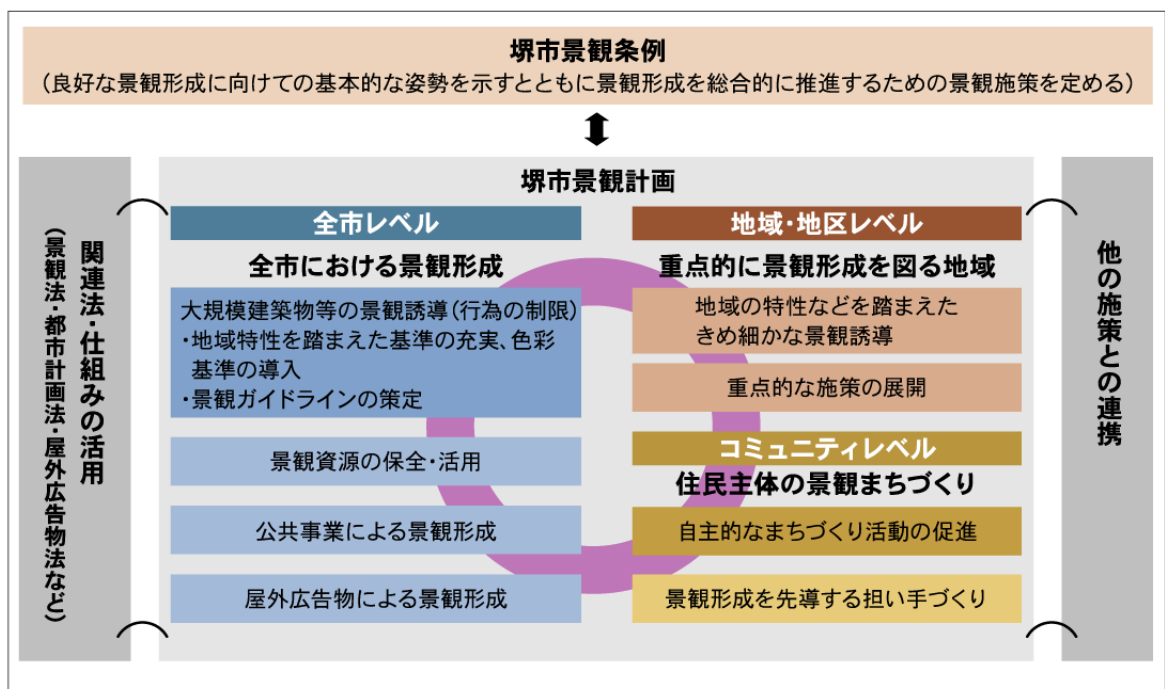 堺市景観条例
（良好な景観形成に向けての基本的な姿勢を示すとともに景観形成を総合的に推進するための景観施策を定める）
関連法・仕組みの活用
（景観法・都市計画法・屋外広告物法など）
堺市景観計画
全市レベル
全市における景観形成
大規模建築物等の景観誘導（行為の制限）
・地域特性を踏まえた基準の充実、色彩
基準の導入
・景観ガイドラインの策定
景観資源の保全・活用
公共事業による景観形成
屋外広告物による景観形成
地域・地区レベル
重点的に景観形成を図る地域
地域の特性などを踏まえた
きめ細かな景観誘導
重点的な施策の展開
コミュニティレベル
住民主体の景観まちづくり
自主的なまちづくり活動の促進
景観形成を先導する担い手づくり
他の施策との連携